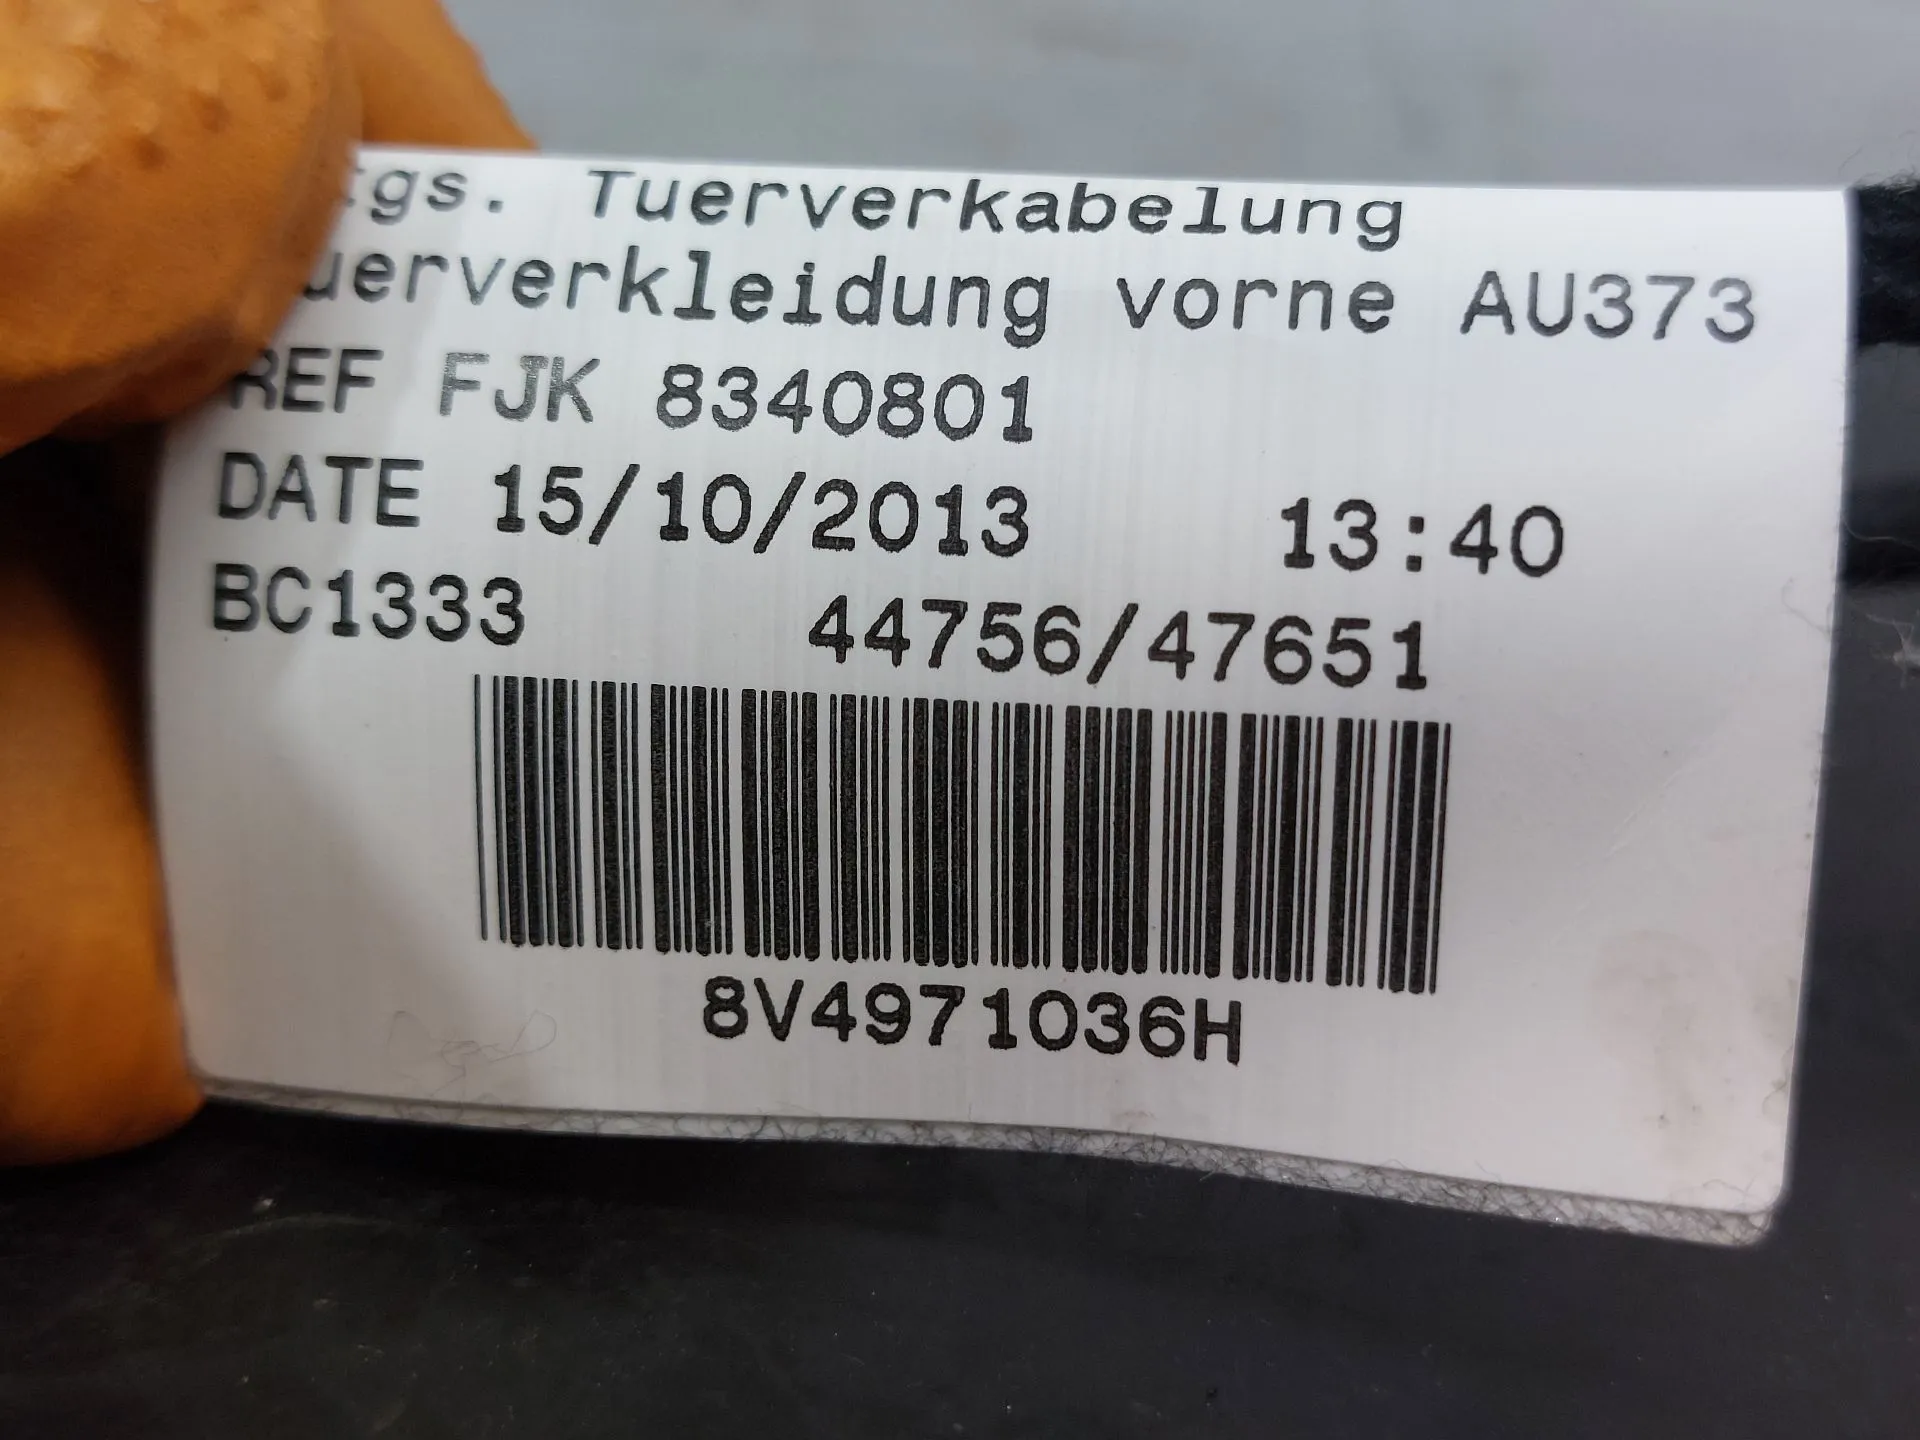 tgs. Tuerverkabelung
uerverkleidung vorne AU373
REF FJK 8340801
DATE 15/10/2013 13:40
BC1333 44756/47651
8V4971036H